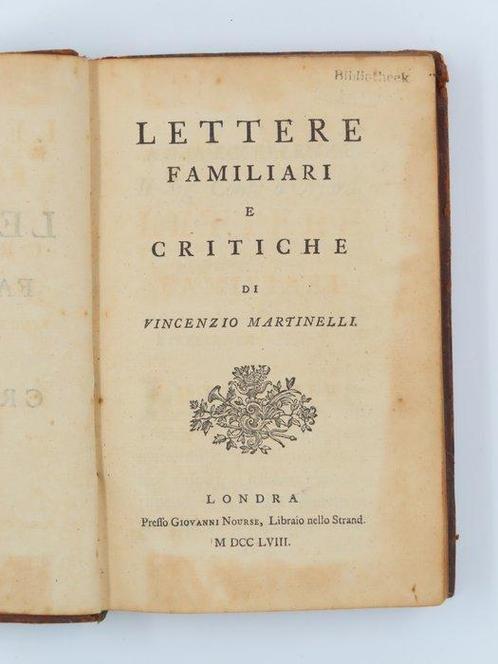 Bibliotheek
LETTERE
FAMILIARI
E
CRITICHE
DI
VINCENZIO MARTINELLI.
LONDRA
Preſſo GIOVANNI NOURSE, Libraio nello Strand.
M DCC LVIII.